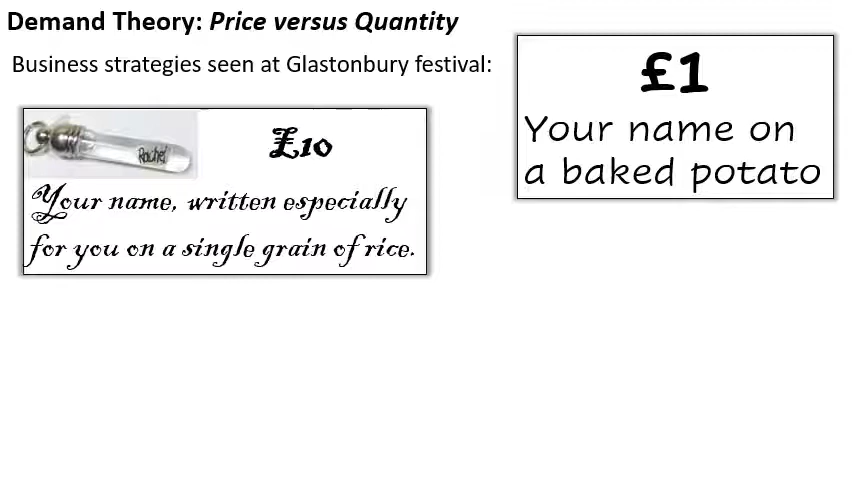 Demand Theory: Price versus Quantity
Business strategies seen at Glastonbury festival:
Rachel
£10
Your name, written especially
for you on a single grain of rice.
£1
Your name on
a baked potato